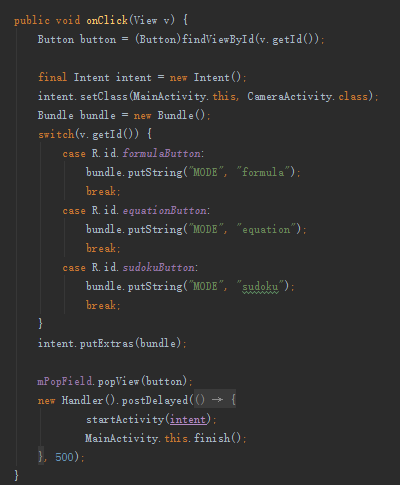 public void onClick(View v) {
    Button button = (Button)findViewById(v.getId());

    final Intent intent = new Intent();
    intent.setClass(MainActivity.this, CameraActivity.class);
    Bundle bundle = new Bundle();
    switch(v.getId()) {
        case R.id.formulaButton:
            bundle.putString("MODE", "formula");
            break;
        case R.id.equationButton:
            bundle.putString("MODE", "equation");
            break;
        case R.id.sudokuButton:
            bundle.putString("MODE", "sudoku");
            break;
    }
    intent.putExtras(bundle);

    mPopField.popView(button);
    new Handler().postDelayed(() → {
            startActivity(intent);
            MainActivity.this.finish();
    }, 500);
}